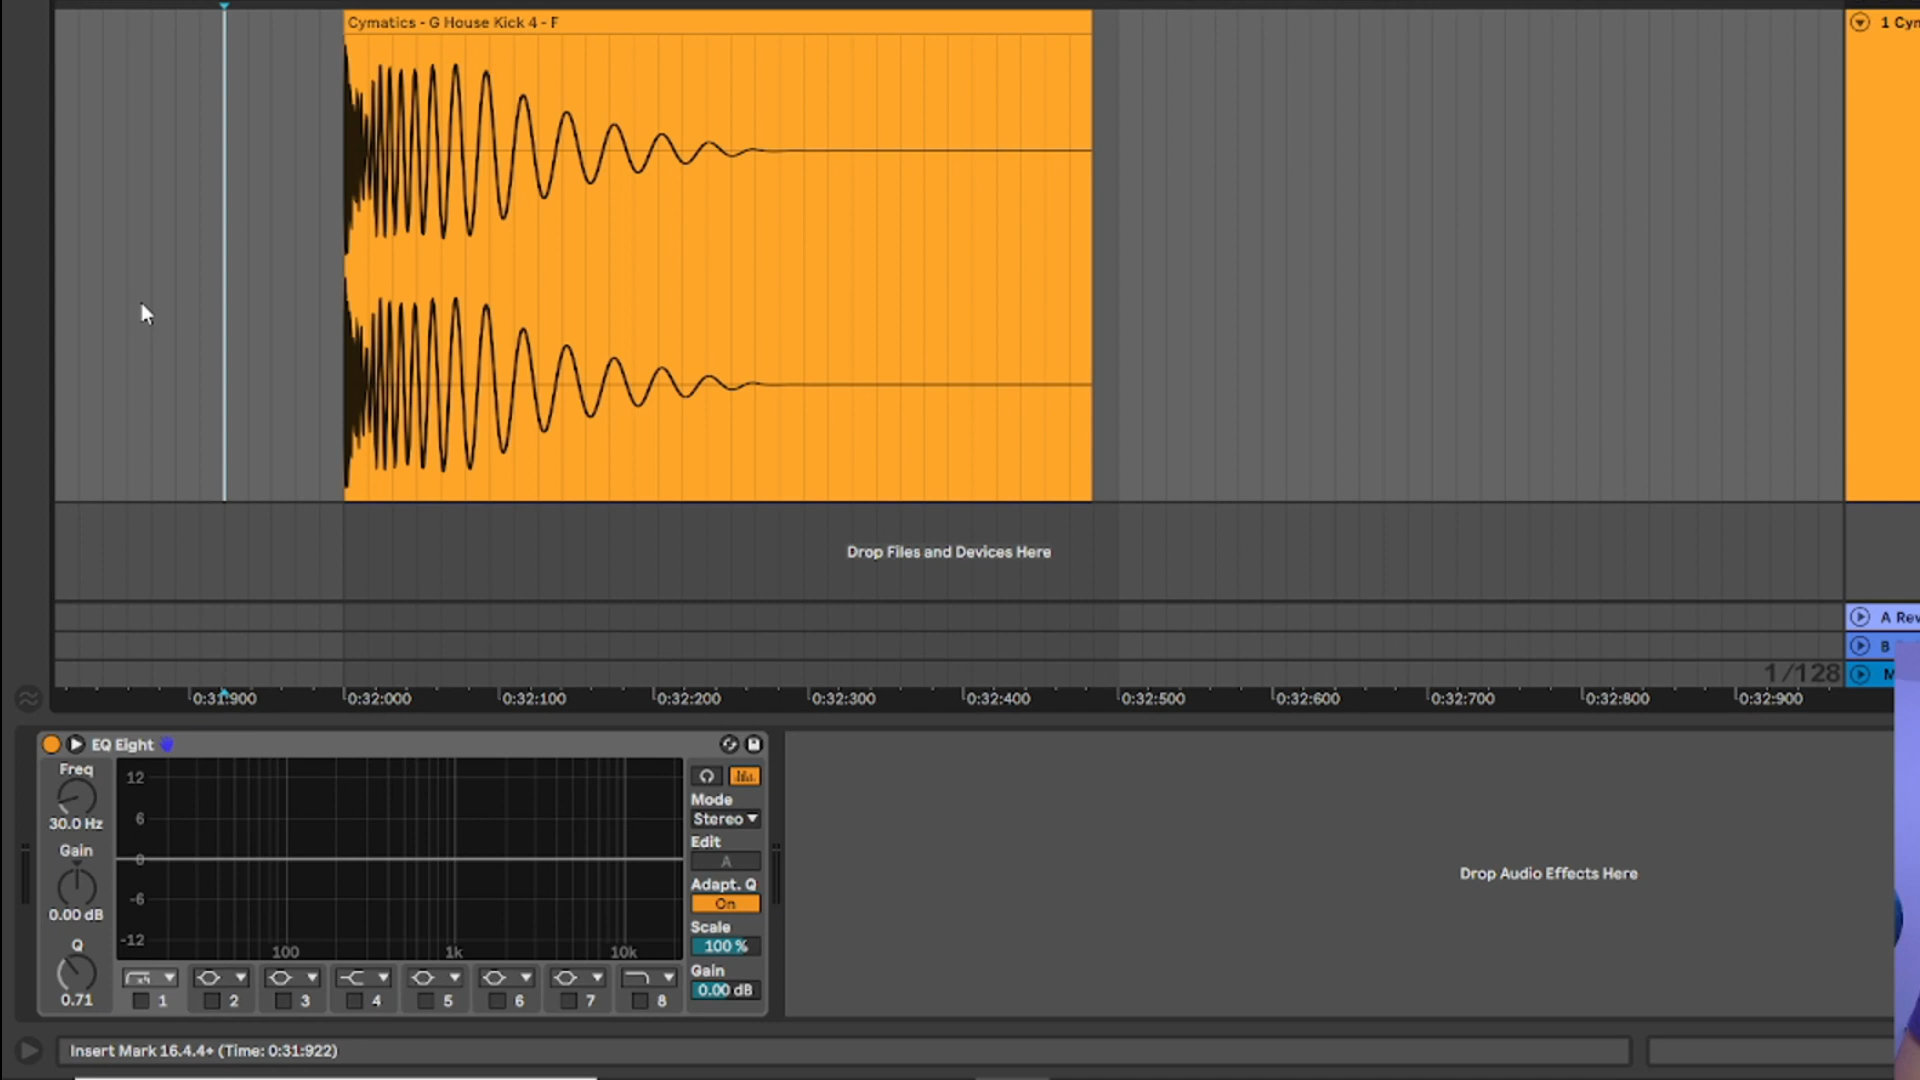 Cymatics - G House Kick 4 - F
1 Cyn
Drop Files and Devices Here
A Rev
B
1/128
M
0:31:900 0:32:000 0:32:100 0:32:200 0:32:300 0:32:400 0:32:500 0:32:600 0:32:700 0:32:800 0:32:900
EQ Eight
Freq
30.0 Hz
Gain
0.00 dB
Q
0.71
12
6
0
-6
-12
100 1k 10k
x4
1 2 3 4 5 6 7 8
Mode
Stereo
Edit
A
Adapt. Q
On
Scale
100 %
Gain
0.00 dB
Drop Audio Effects Here
Insert Mark 16.4.4+ (Time: 0:31:922)